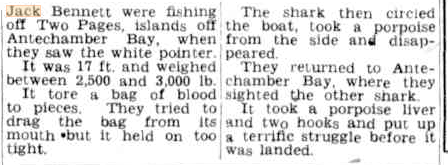 Jack Bennett were fishing
off Two Pages, islands off
Antechamber Bay, when
they saw the white pointer.
It was 17 ft. and weighed
between 2,500 and 3,000 lb.
It tore a bag of blood
to pieces. They tried to
drag the bag from its
mouth but it held on too
tight.
The shark then circled
the boat, took a porpoise
from the side and disap-
peared.
They returned to Ante-
chamber Bay, where they
sighted the other shark.
It took a porpoise liver
and two hooks and put up
a terrific struggle before it
was landed.